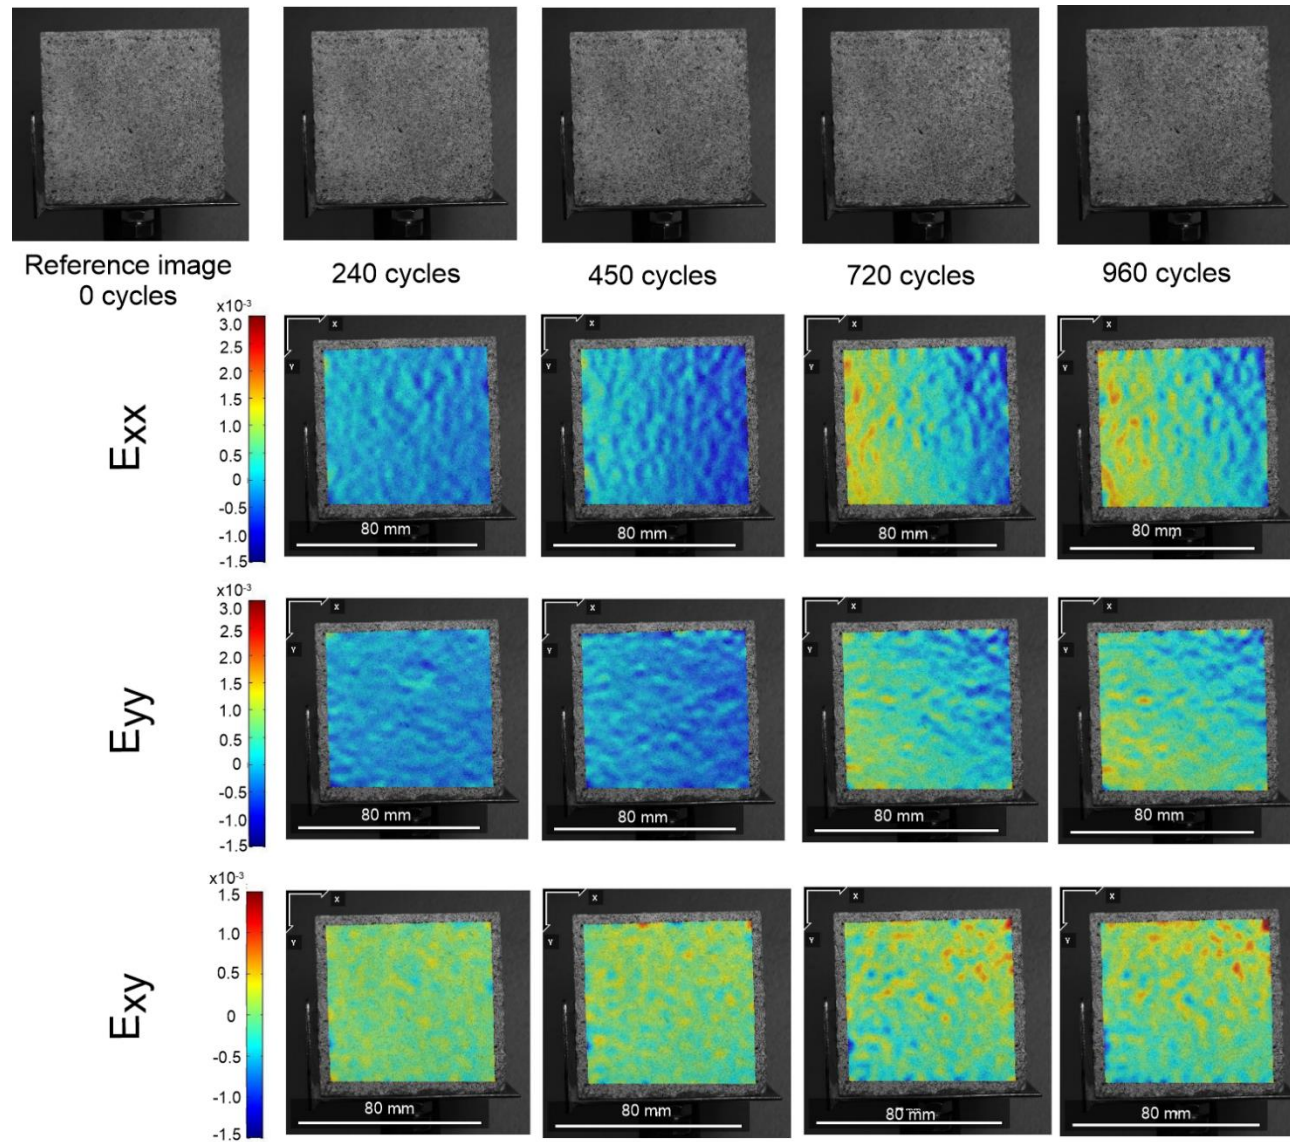 Reference image
0 cycles
240 cycles
450 cycles
720 cycles
960 cycles
Exx
x10-3
3.0
2.5
2.0
1.5
1.0
0.5
0
-0.5
-1.0
-1.5
X
Y
80 mm
X
Y
80 mm
X
Y
80 mm
X
Y
80 mm
Eyy
x10-3
3.0
2.5
2.0
1.5
1.0
0.5
0
-0.5
-1.0
-1.5
X
Y
80 mm
X
Y
80 mm
X
Y
80 mm
X
Y
80 mm
Exy
x10-3
1.5
1.0
0.5
0
-0.5
-1.0
-1.5
X
Y
80 mm
X
Y
80 mm
X
Y
80 mm
X
Y
80 mm